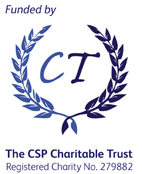 Funded by
CT
The CSP Charitable Trust
Registered Charity No. 279882